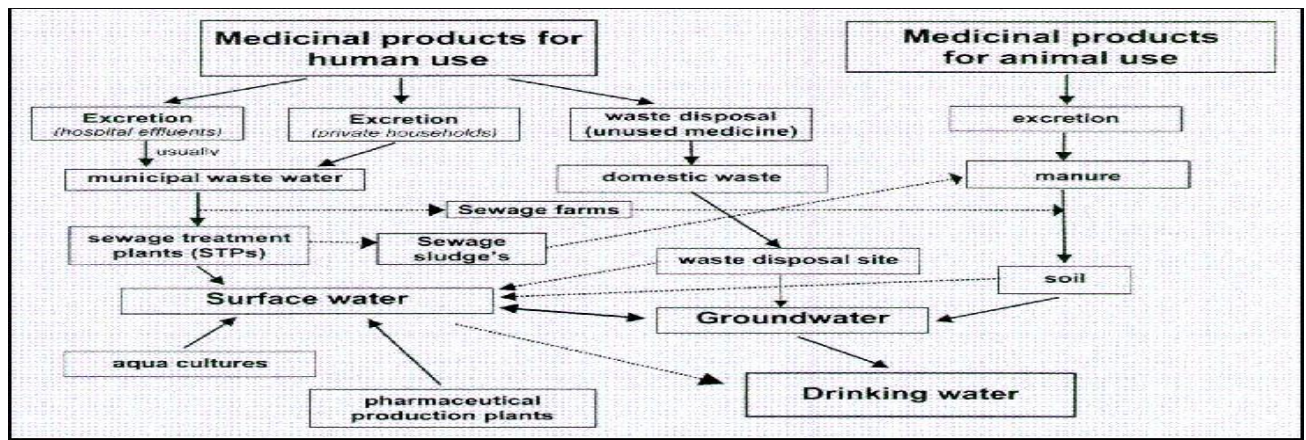 Medicinal products for
human use
Medicinal products
for animal use
Excretion
(hospital effluents)
Excretion
(private households)
waste disposal
(unused medicine)
excretion
usually
municipal waste water
domestic waste
manure
Sewage farms
sewage treatment
plants (STPs)
Sewage
sludge's
waste disposal site
soil
Surface water
Groundwater
aqua cultures
Drinking water
pharmaceutical
production plants